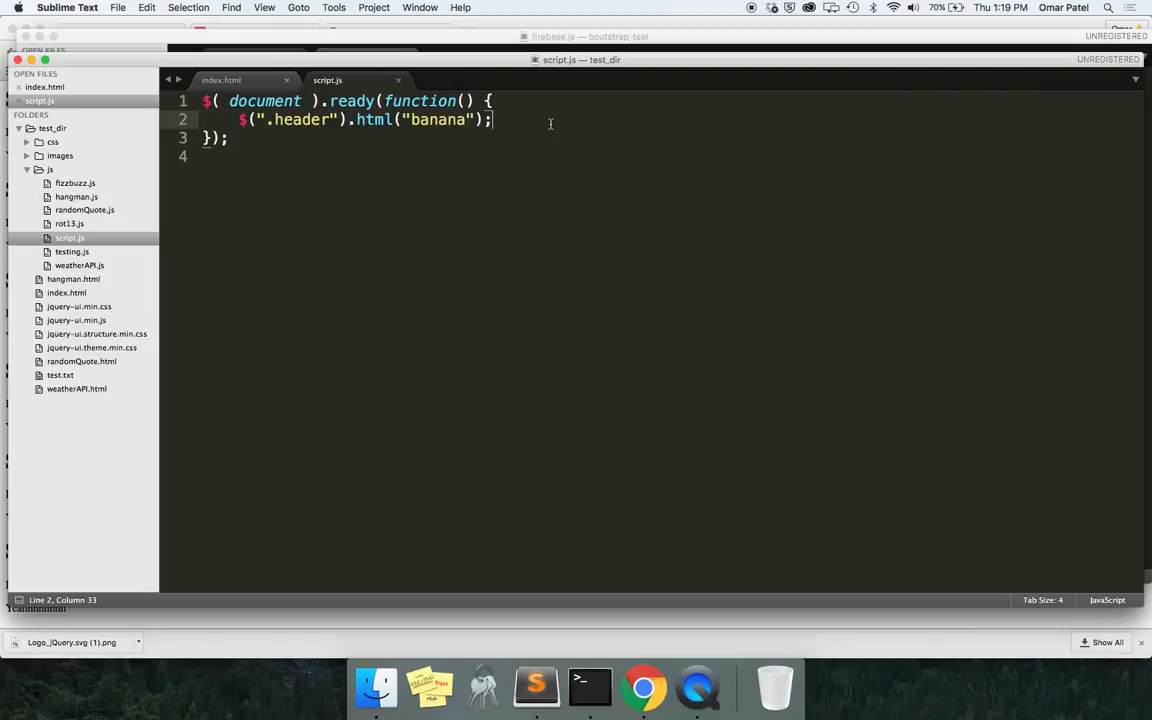 Sublime Text File Edit Selection Find View Goto Tools Project Window Help 70% Thu 1:19 PM Omar Patel
firebase.js — bootstrap_test UNREGISTERED
script.js — test_dir UNREGISTERED
OPEN FILES
index.html
script.js
FOLDERS
test_dir
css
images
js
fizzbuzz.js
hangman.js
randomQuote.js
rot13.js
script.js
testing.js
weatherAPI.js
hangman.html
index.html
jquery-ui.min.css
jquery-ui.min.js
jquery-ui.structure.min.css
jquery-ui.theme.min.css
randomQuote.html
test.txt
weatherAPI.html
index.html script.js
1 $( document ).ready(function() {
2 $(".header").html("banana");
3 });
4
Line 2, Column 33 Tab Size: 4 JavaScript
Logo_jQuery.svg (1).png Show All